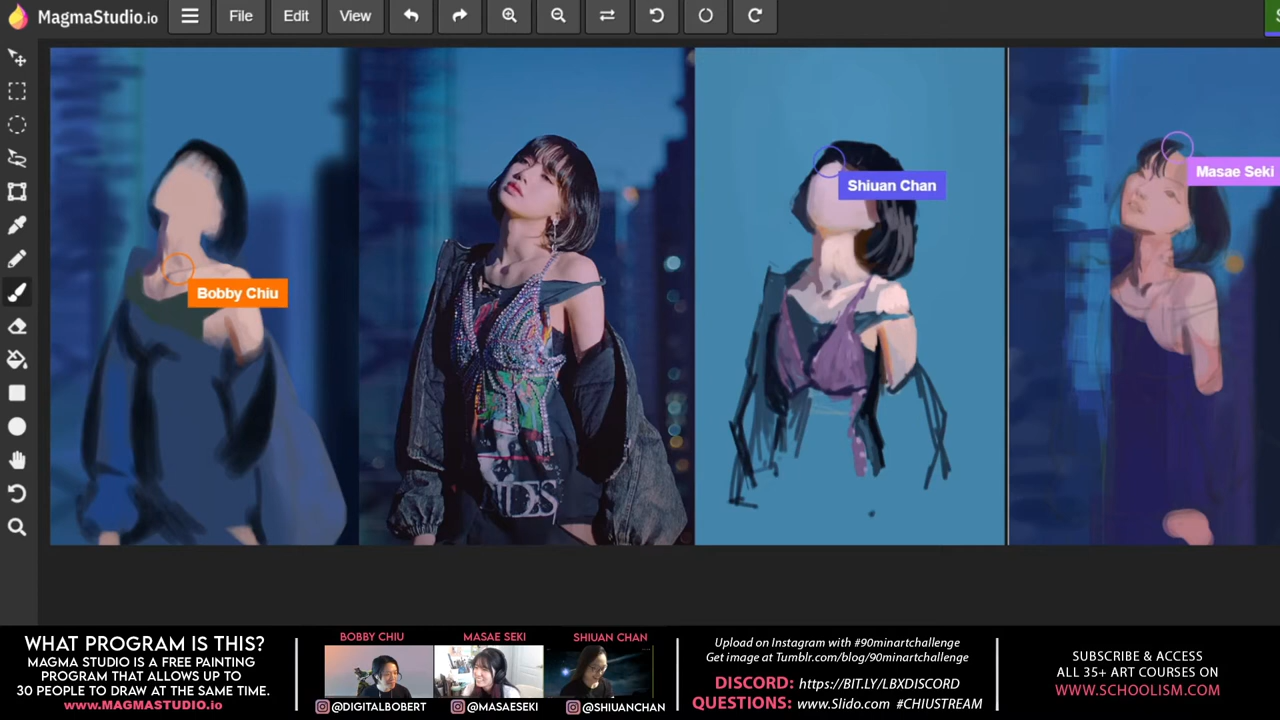 MagmaStudio.io
File
Edit
View
S
Bobby Chiu
Shiuan Chan
Masae Seki
WHAT PROGRAM IS THIS?
MAGMA STUDIO IS A FREE PAINTING
PROGRAM THAT ALLOWS UP TO
30 PEOPLE TO DRAW AT THE SAME TIME.
www.MAGMASTUDIO.io
BOBBY CHIU
MASAE SEKI
SHIUAN CHAN
@DIGITALBOBERT
@MASAESEKI
@SHIUANCHAN
Upload on Instagram with #90minartchallenge
Get image at Tumblr.com/blog/90minartchallenge
DISCORD: https://BIT.LY/LBXDISCORD
QUESTIONS: www.Slido.com #CHIUSTREAM
SUBSCRIBE & ACCESS
ALL 35+ ART COURSES ON
WWW.SCHOOLISM.COM